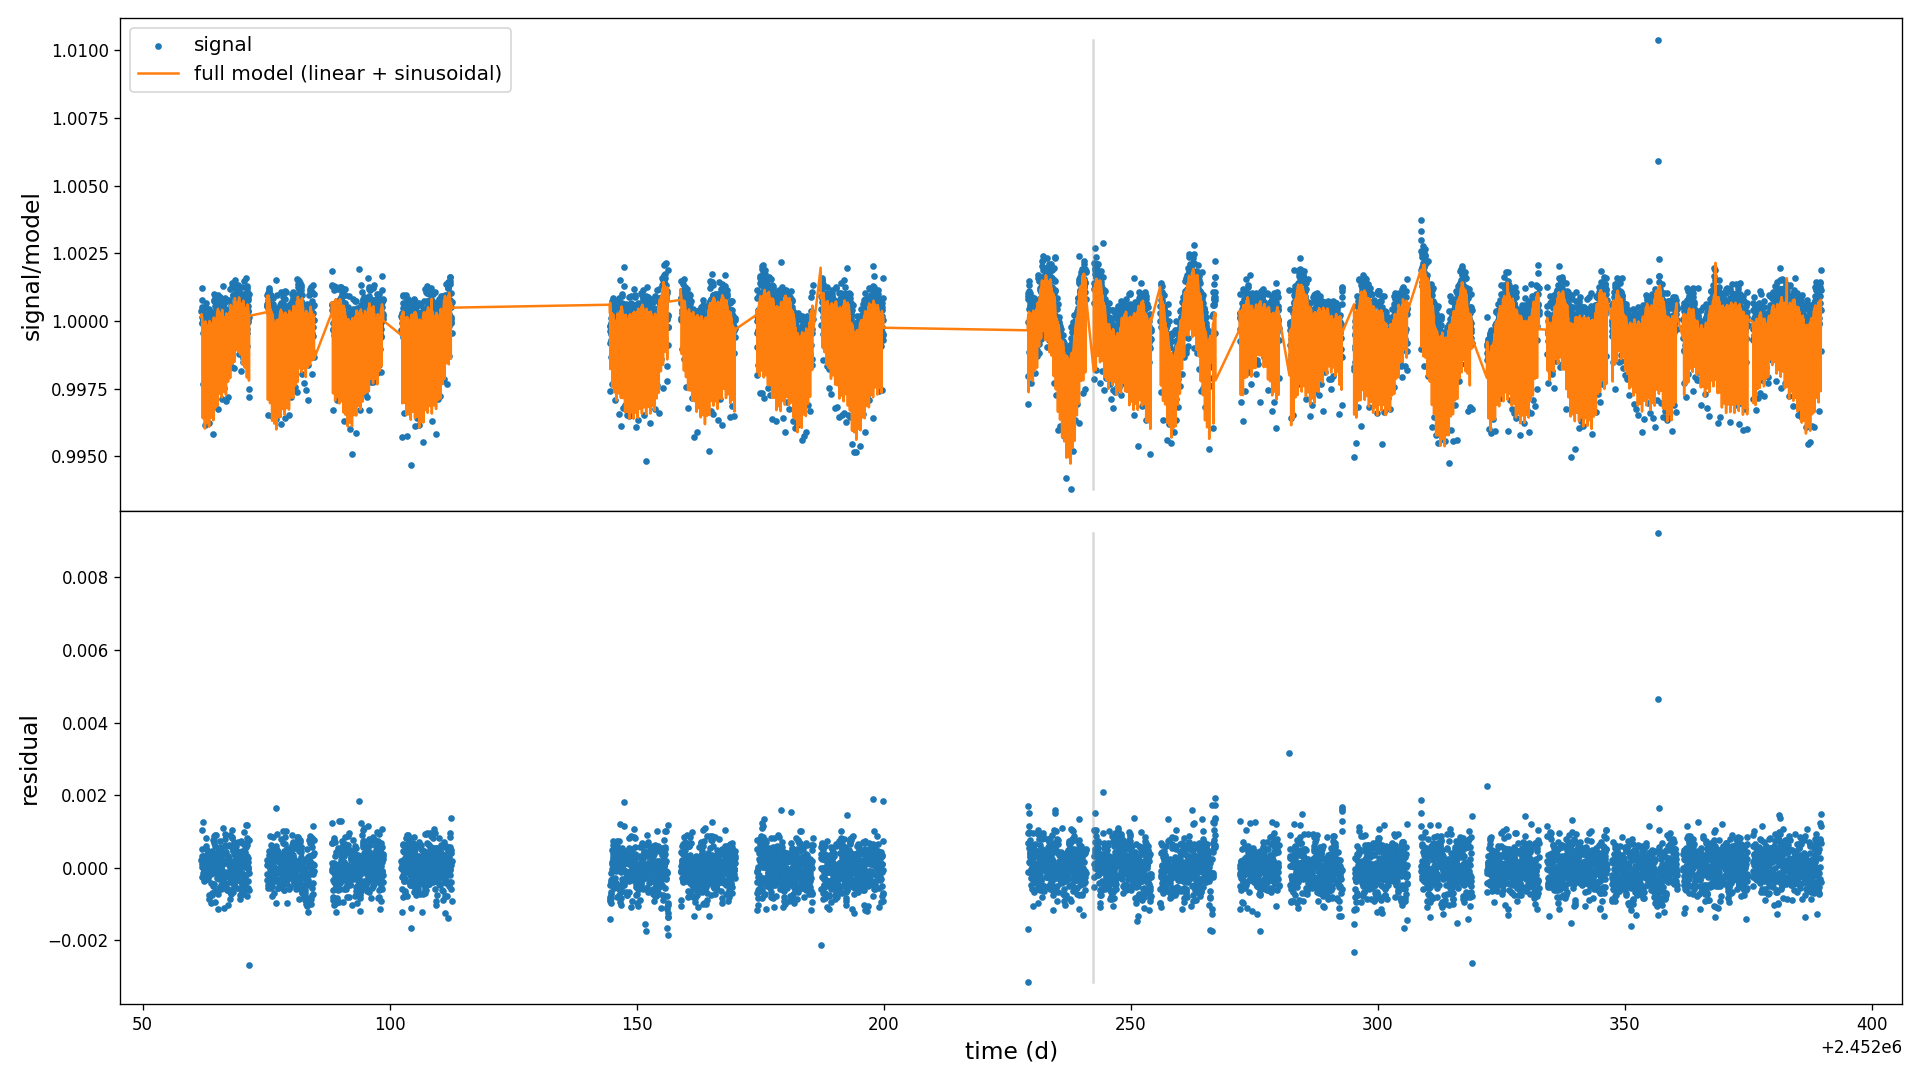 signal
full model (linear + sinusoidal)
signal/model
1.0100
1.0075
1.0050
1.0025
1.0000
0.9975
0.9950
residual
0.008
0.006
0.004
0.002
0.000
−0.002
50 100 150 200 250 300 350 400
time (d)
+2.452e6